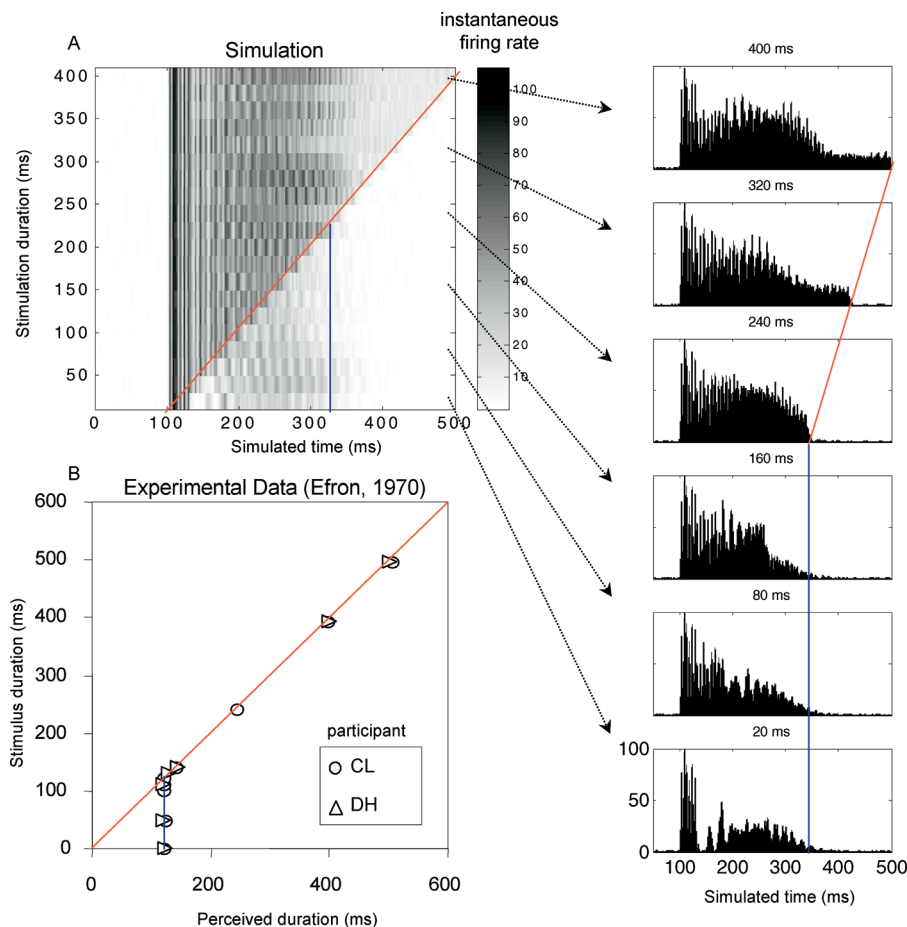 A
Simulation
instantaneous
firing rate
Stimulation duration (ms)
400
350
300
250
200
150
100
50
0 100 200 300 400 500
Simulated time (ms)
100
90
80
70
60
50
40
30
20
10
400 ms
320 ms
240 ms
160 ms
80 ms
20 ms
100
50
0
100 200 300 400 500
Simulated time (ms)
B
Experimental Data (Efron, 1970)
Stimulus duration (ms)
600
500
400
300
200
100
0
0 200 400 600
Perceived duration (ms)
participant
CL
DH